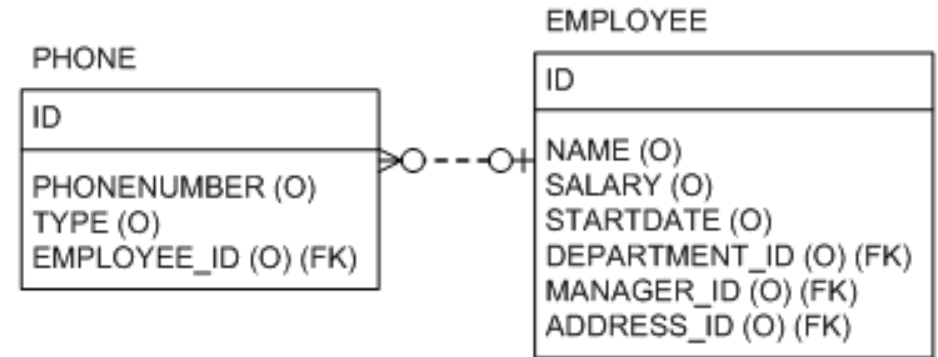 PHONE
ID
PHONENUMBER (O)
TYPE (O)
EMPLOYEE_ID (O) (FK)
EMPLOYEE
ID
NAME (O)
SALARY (O)
STARTDATE (O)
DEPARTMENT_ID (O) (FK)
MANAGER_ID (O) (FK)
ADDRESS_ID (O) (FK)